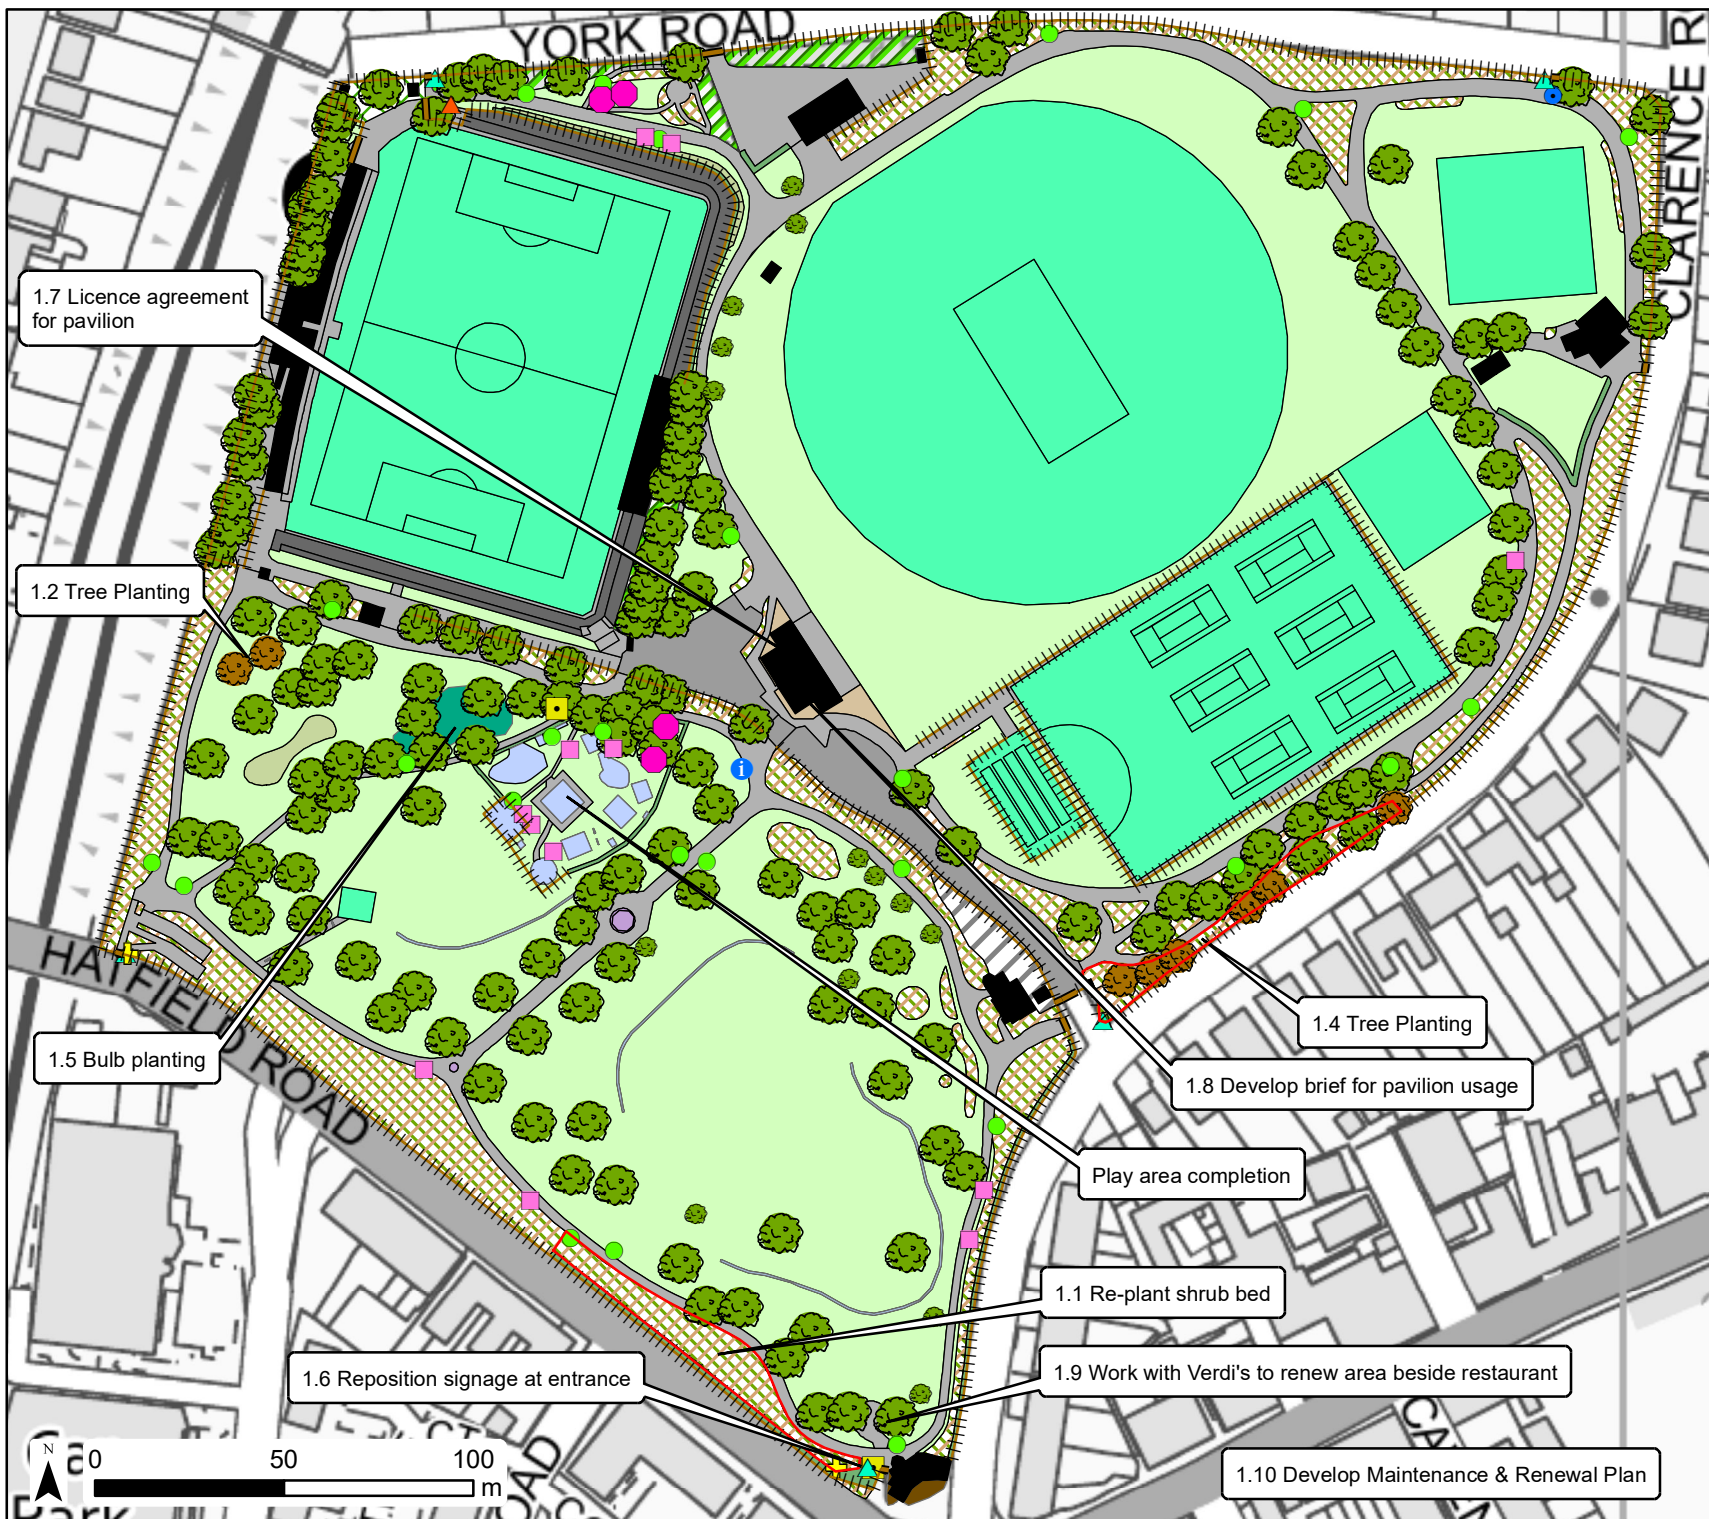 YORK ROAD
CLARENCE R
1.7 Licence agreement
for pavilion
1.2 Tree Planting
i
HATFIELD ROAD
1.5 Bulb planting
1.4 Tree Planting
1.8 Develop brief for pavilion usage
Play area completion
1.1 Re-plant shrub bed
1.6 Reposition signage at entrance
1.9 Work with Verdi's to renew area beside restaurant
1.10 Develop Maintenance & Renewal Plan
N
0 50 100
m
Park